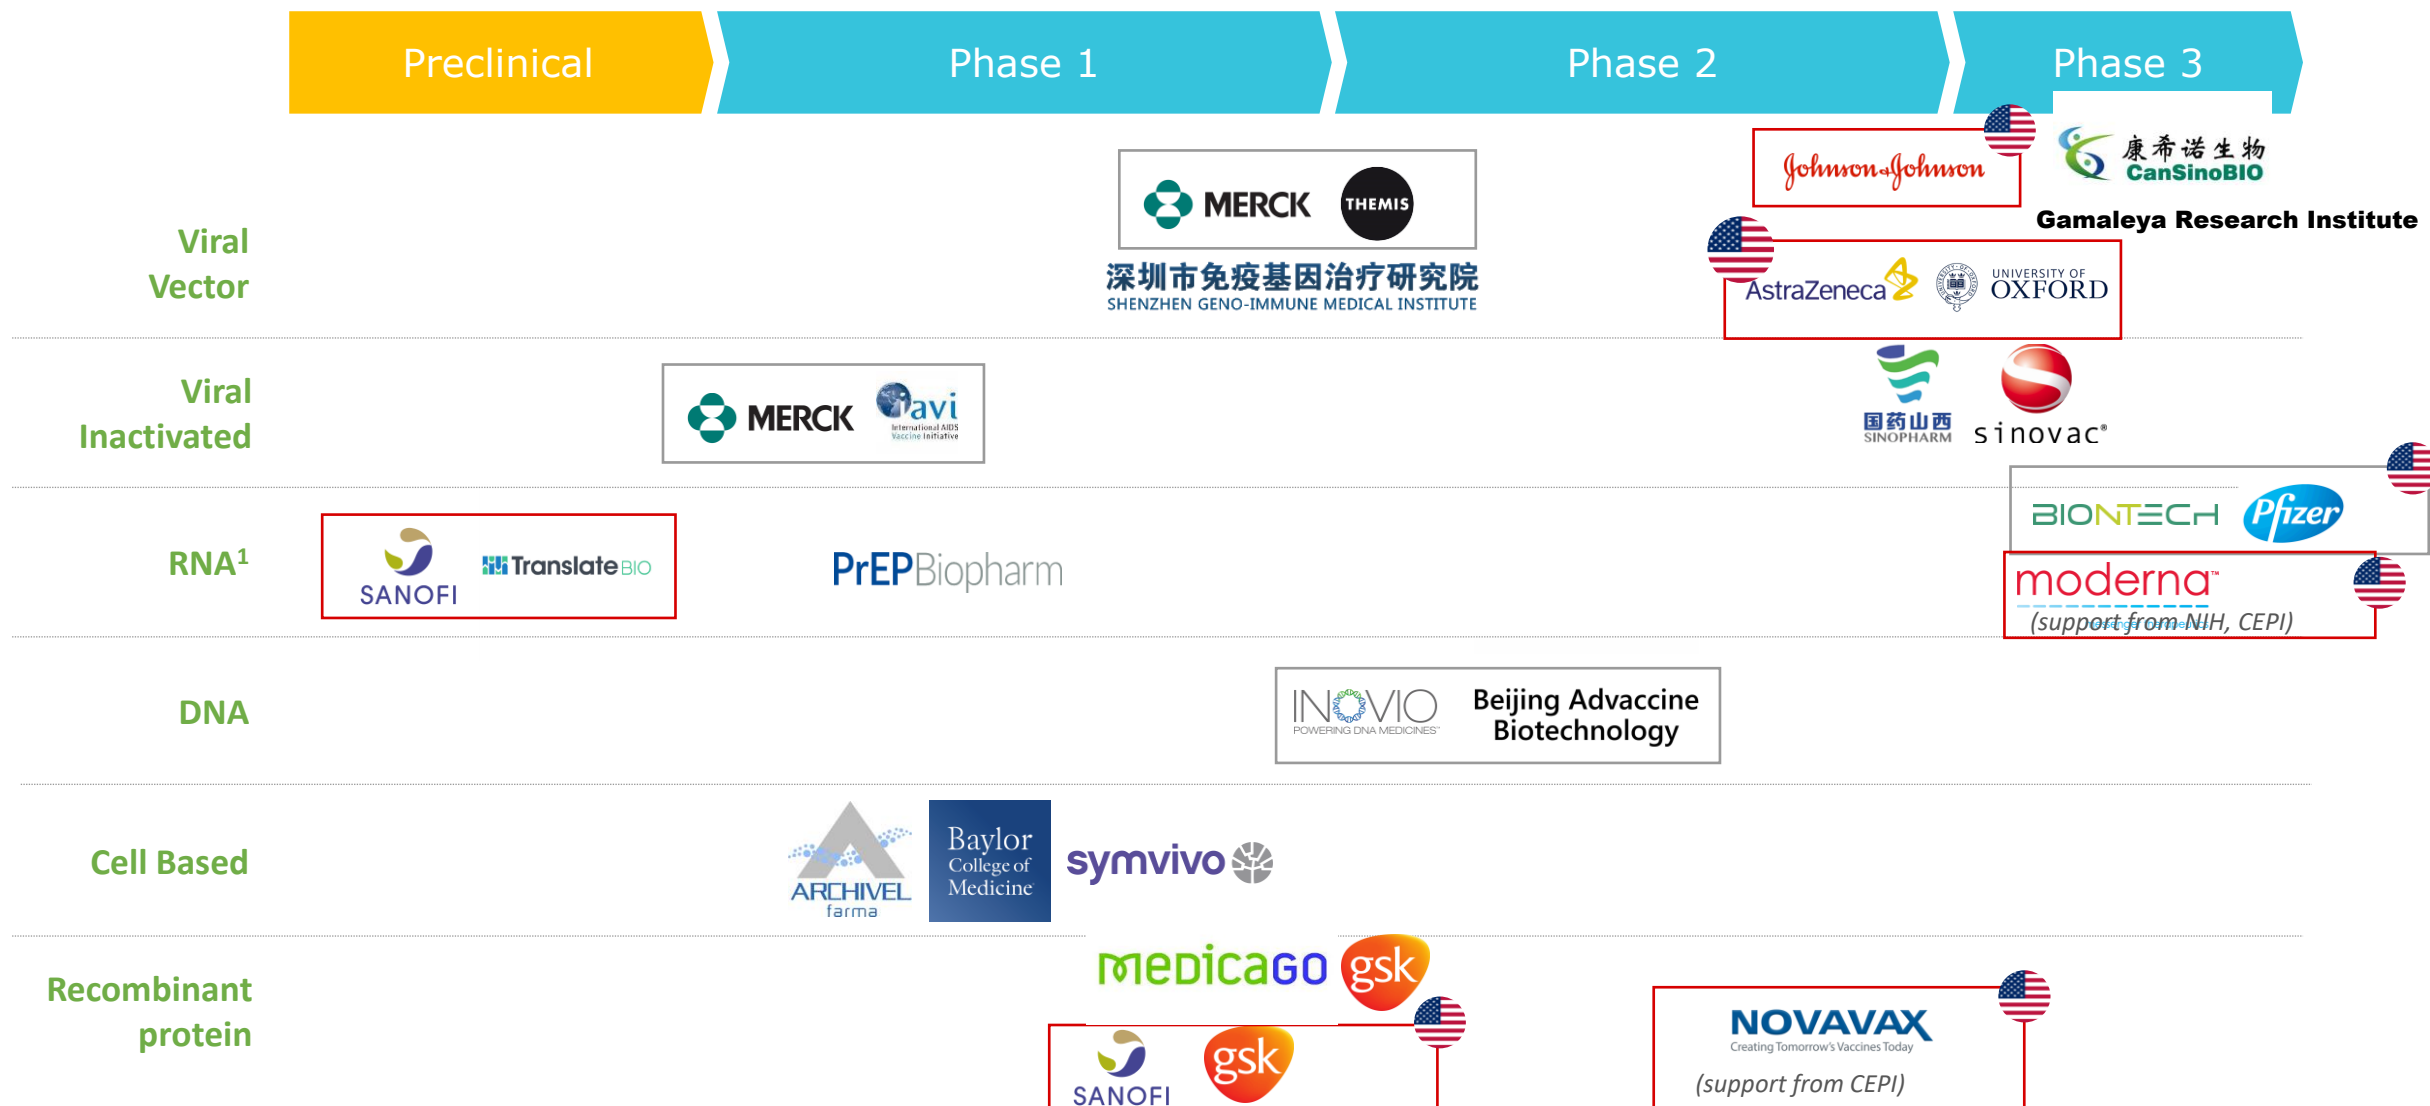 Preclinical
Phase 1
Phase 2
Phase 3
Viral
Vector
MERCK
THEMIS
深圳市免疫基因治疗研究院
SHENZHEN GENO-IMMUNE MEDICAL INSTITUTE
Johnson&Johnson
康希诺生物
CanSinoBIO
Gamaleya Research Institute
AstraZeneca
UNIVERSITY OF
OXFORD
Viral
Inactivated
MERCK
iavi
International AIDS
Vaccine Initiative
国药山西
SINOPHARM
sinovac®
RNA¹
SANOFI
Translate BIO
PrEPBiopharm
BIONTECH
Pfizer
moderna™
(support from NIH, CEPI)
DNA
INOVIO
POWERING DNA MEDICINES™
Beijing Advaccine
Biotechnology
Cell Based
ARCHIVEL
farma
Baylor
College of
Medicine
symvivo
Recombinant
protein
medicago
gsk
SANOFI
gsk
NOVAVAX
Creating Tomorrow's Vaccines Today
(support from CEPI)